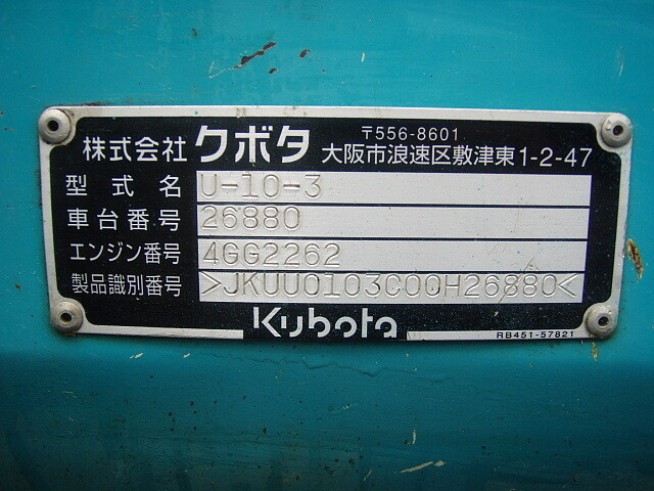 株式会社 クボタ 〒556-8601
大阪市浪速区敷津東1-2-47
型式名 U-10-3
車台番号 26880
エンジン番号 4GG2262
製品識別番号 >JKUU0103C00H26880<
Kubota
RB451-57821